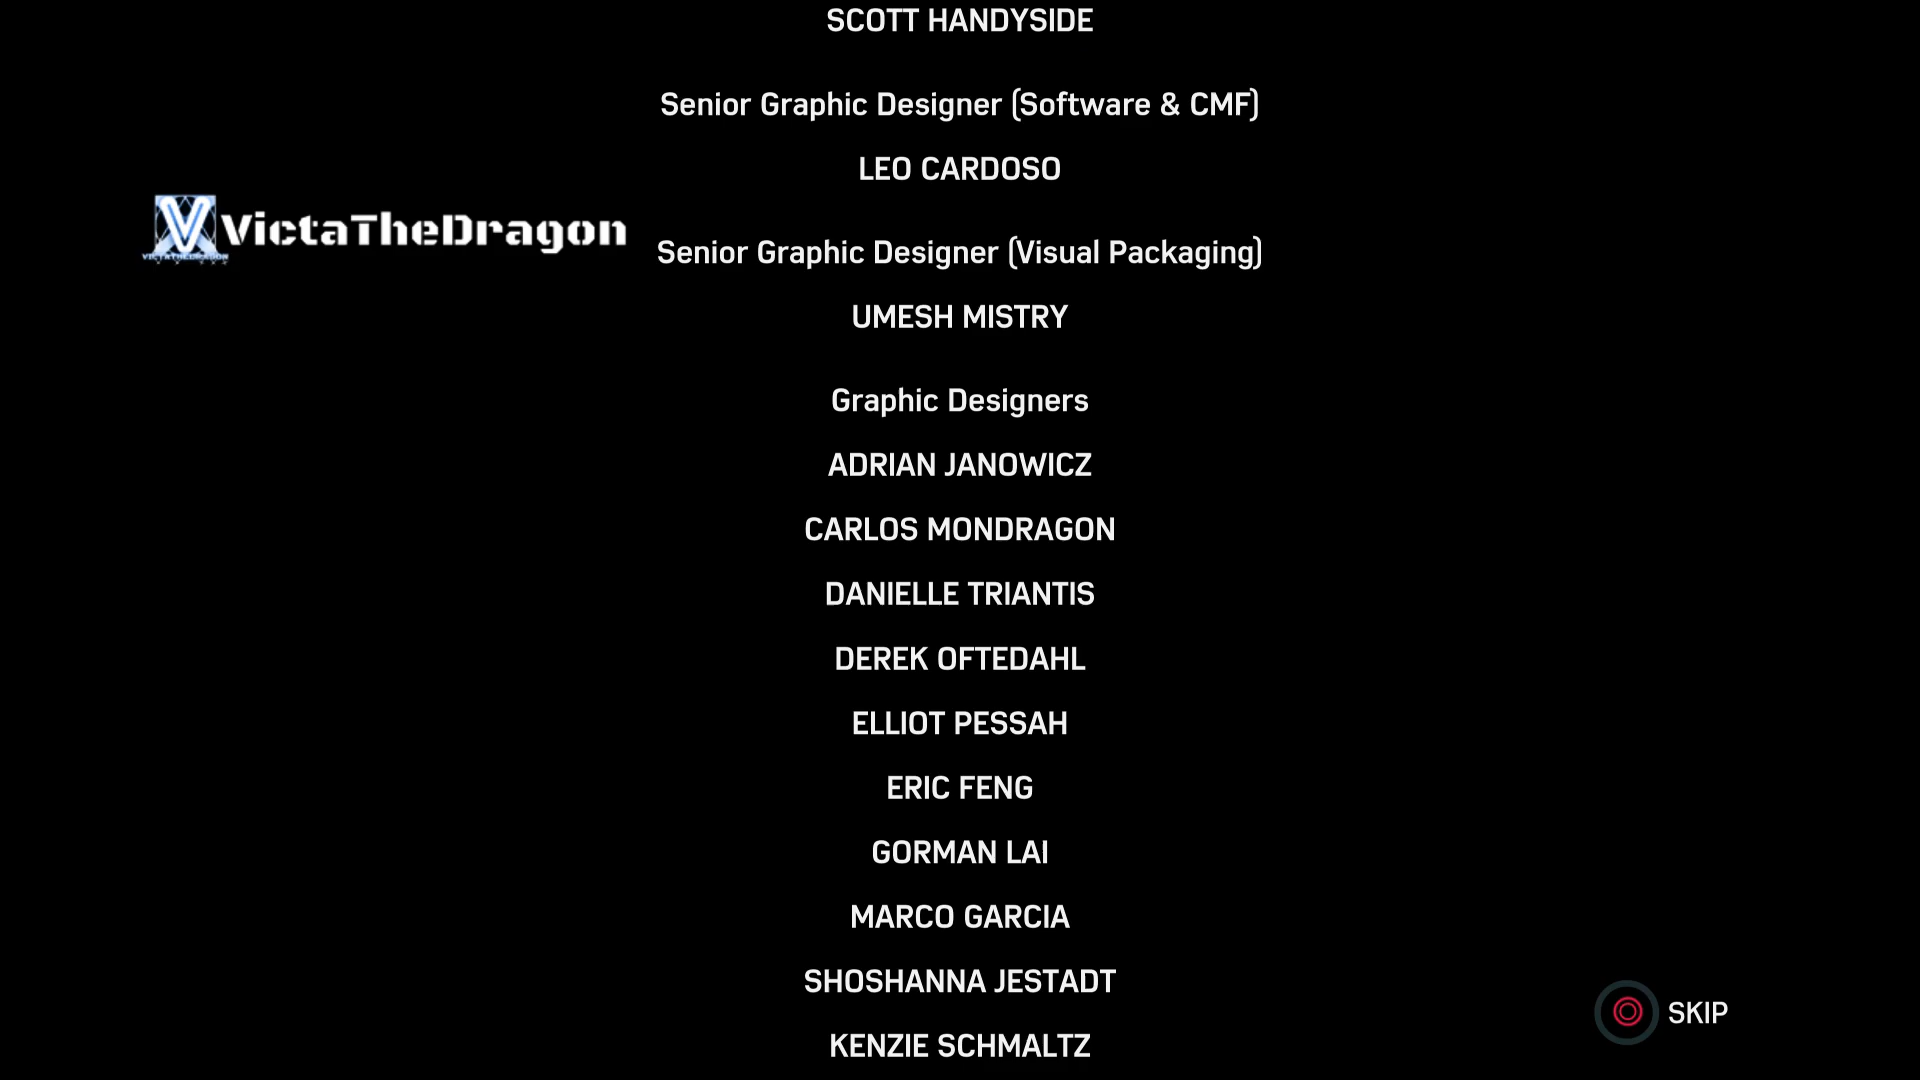 SCOTT HANDYSIDE
Senior Graphic Designer (Software & CMF)
LEO CARDOSO
VictaTheDragon
VICTATHEDRAGON
Senior Graphic Designer (Visual Packaging)
UMESH MISTRY
Graphic Designers
ADRIAN JANOWICZ
CARLOS MONDRAGON
DANIELLE TRIANTIS
DEREK OFTEDAHL
ELLIOT PESSAH
ERIC FENG
GORMAN LAI
MARCO GARCIA
SHOSHANNA JESTADT
SKIP
KENZIE SCHMALTZ